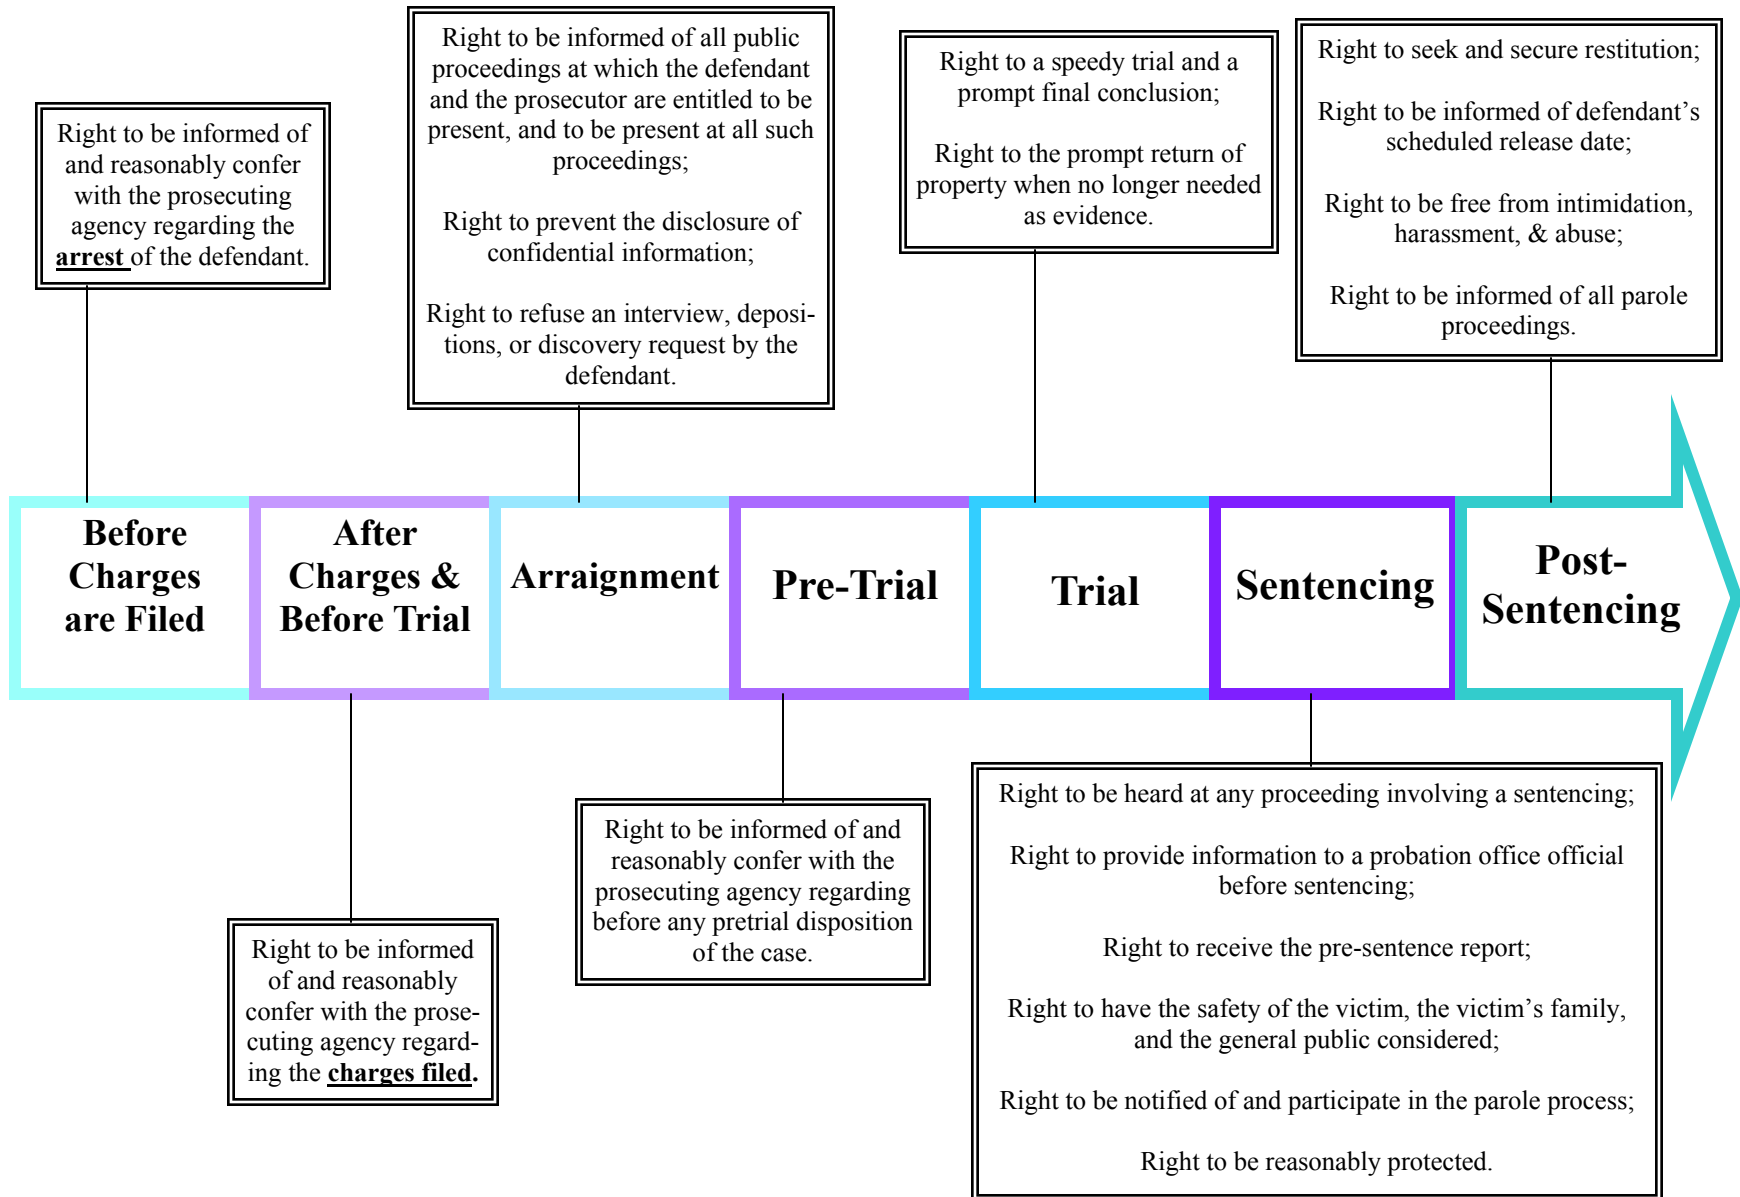 Right to be informed of
and reasonably confer
with the prosecuting
agency regarding the
arrest of the defendant.
Right to be informed of all public
proceedings at which the defendant
and the prosecutor are entitled to be
present, and to be present at all such
proceedings;
Right to prevent the disclosure of
confidential information;
Right to refuse an interview, deposi-
tions, or discovery request by the
defendant.
Right to a speedy trial and a
prompt final conclusion;
Right to the prompt return of
property when no longer needed
as evidence.
Right to seek and secure restitution;
Right to be informed of defendant’s
scheduled release date;
Right to be free from intimidation,
harassment, & abuse;
Right to be informed of all parole
proceedings.
Before
Charges
are Filed
After
Charges &
Before Trial
Arraignment
Pre-Trial
Trial
Sentencing
Post-
Sentencing
Right to be informed
of and reasonably
confer with the prose-
cuting agency regard-
ing the charges filed.
Right to be informed of and
reasonably confer with the
prosecuting agency regarding
before any pretrial disposition
of the case.
Right to be heard at any proceeding involving a sentencing;
Right to provide information to a probation office official
before sentencing;
Right to receive the pre-sentence report;
Right to have the safety of the victim, the victim’s family,
and the general public considered;
Right to be notified of and participate in the parole process;
Right to be reasonably protected.